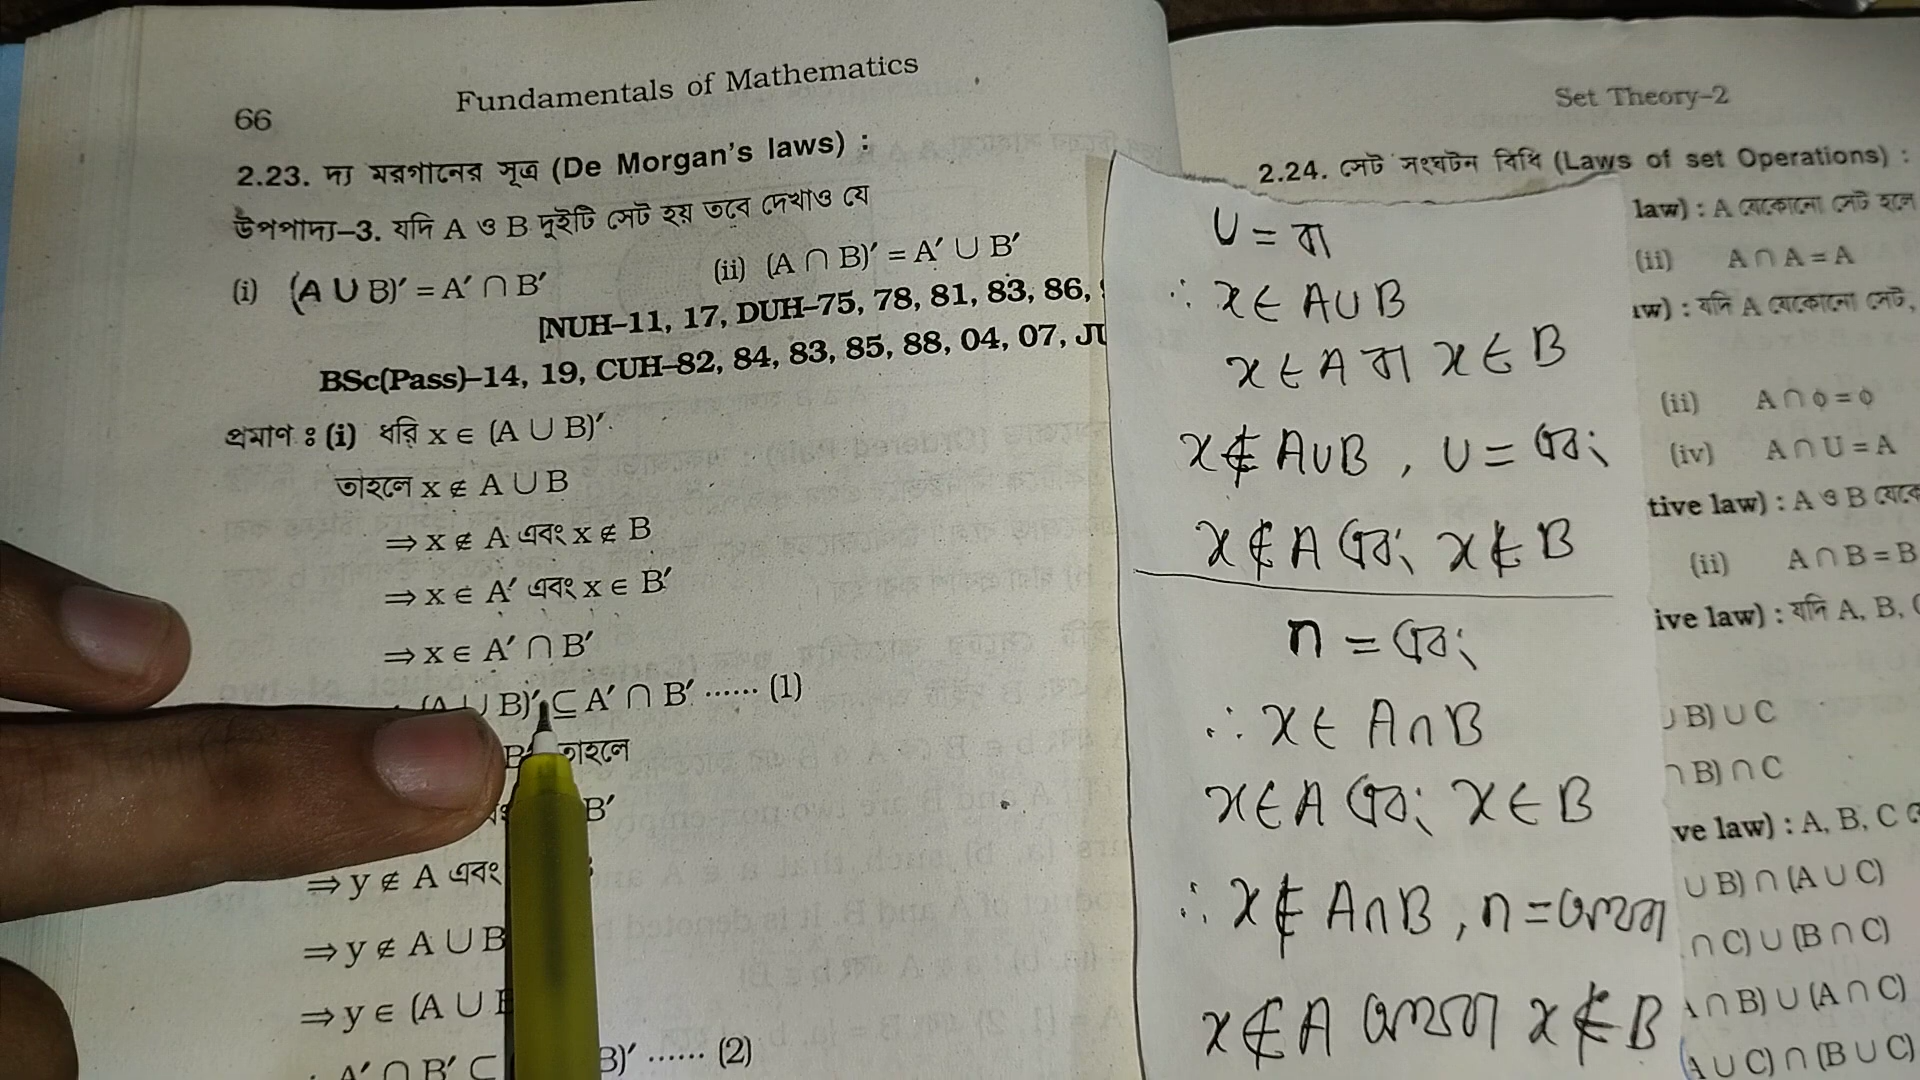 66
Fundamentals of Mathematics
2.23. দ্য মরগানের সূত্র (De Morgan's laws) :
উপপাদ্য–3. যদি A ও B দুইটি সেট হয় তবে দেখাও যে
(i) (A ∪ B)′ = A′ ∩ B′ (ii) (A ∩ B)′ = A′ ∪ B′
[NUH–11, 17, DUH–75, 78, 81, 83, 86,
BSc(Pass)–14, 19, CUH–82, 84, 83, 85, 88, 04, 07,
প্রমাণ ঃ (i) ধরি x ∈ (A ∪ B)′.
তাহলে x ∉ A ∪ B
⇒ x ∉ A এবং x ∉ B
⇒ x ∈ A′ এবং x ∈ B′
⇒ x ∈ A′ ∩ B′
(A ∪ B)′ ⊆ A′ ∩ B′ ...... (1)
তাহলে
B′
⇒ y ∉ A এবং
⇒ y ∉ A ∪ B
⇒ y ∈ (A ∪
∴ A′ ∩ B′ ⊆ B)′ ...... (2)
U = বা
∴ x ∈ A∪B
x ∈ A বা x ∈ B
x ∉ A∪B , U = এবং
x ∉ A এবং x ∉ B
n = এবং
∴ x ∈ A∩B
x ∈ A এবং x ∈ B
∴ x ∉ A∩B , n = অথবা
x ∉ A অথবা x ∉ B
Set Theory–2
2.24. সেট সংঘটন বিধি (Laws of set Operations) :
law) : A যেকোনো সেট হলে
(ii) A ∩ A = A
: যদি A যেকোনো সেট,
(ii) A ∩ ϕ = ϕ
(iv) A ∩ U = A
tive law) : A ও B
(ii) A ∩ B = B
ive law) : যদি A, B,
B) ∪ C
B) ∩ C
ve law) : A, B, C
∪ B) ∩ (A ∪ C)
∩ C) ∪ (B ∩ C)
∩ B) ∪ (A ∩ C)
∪ C) ∩ (B ∪ C)